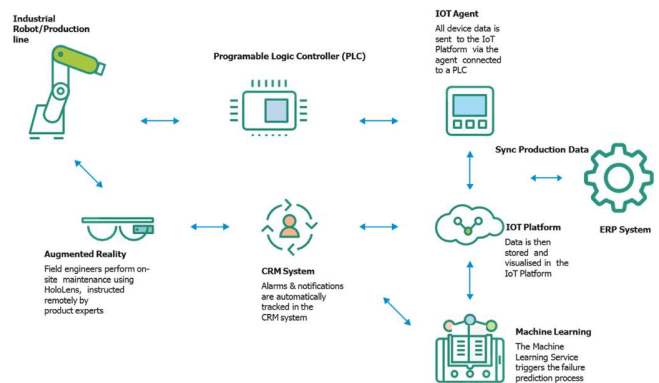 Industrial
Robot/Production
line
Programable Logic Controller (PLC)
IOT Agent
All device data is
sent to the IoT
Platform via the
agent connected
to a PLC
Sync Production Data
ERP System
Augmented Reality
Field engineers perform on-
site maintenance using
HoloLens, instructed
remotely by
product experts
CRM System
Alarms & notifications
are automatically
tracked in the
CRM system
IOT Platform
Data is then
stored and
visualised in the
IoT Platform
Machine Learning
The Machine
Learning Service
triggers the failure
prediction process